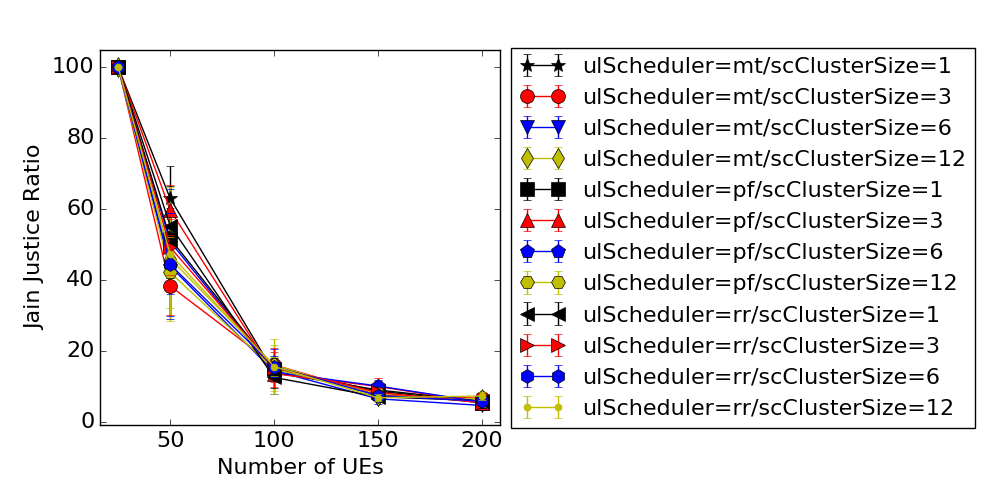 100
80
60
40
20
0
50
100
150
200
Jain Justice Ratio
Number of UEs
ulScheduler=mt/scClusterSize=1
ulScheduler=mt/scClusterSize=3
ulScheduler=mt/scClusterSize=6
ulScheduler=mt/scClusterSize=12
ulScheduler=pf/scClusterSize=1
ulScheduler=pf/scClusterSize=3
ulScheduler=pf/scClusterSize=6
ulScheduler=pf/scClusterSize=12
ulScheduler=rr/scClusterSize=1
ulScheduler=rr/scClusterSize=3
ulScheduler=rr/scClusterSize=6
ulScheduler=rr/scClusterSize=12